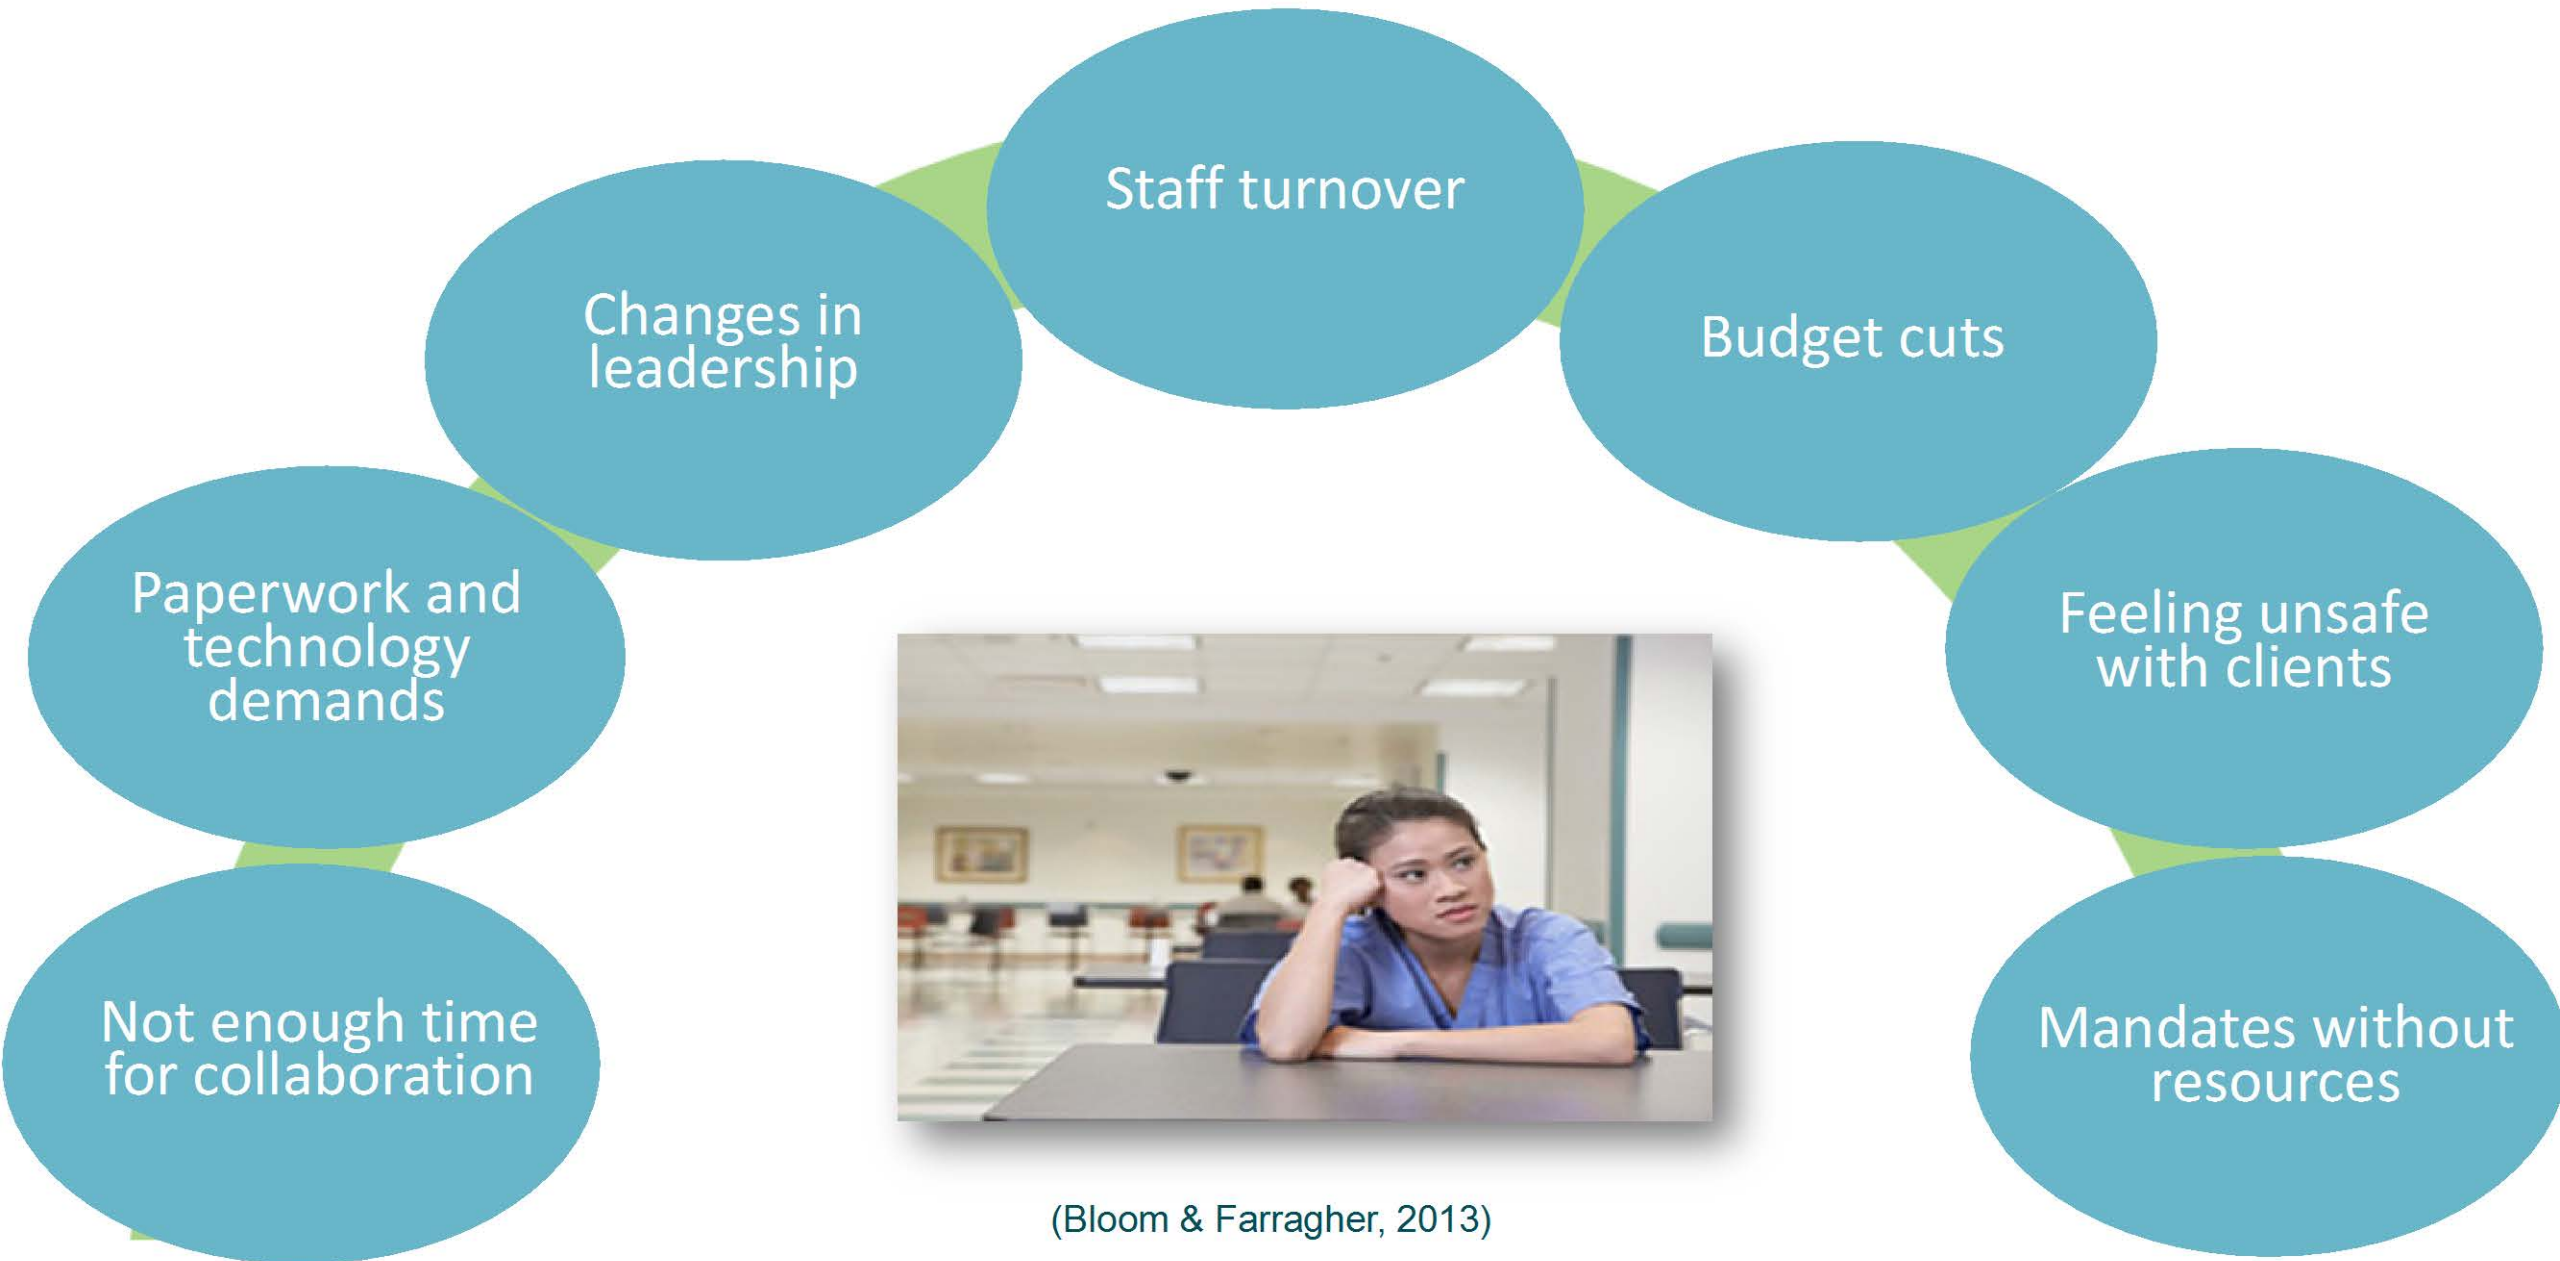 Not enough time
for collaboration
Paperwork and
technology
demands
Changes in
leadership
Staff turnover
Budget cuts
Feeling unsafe
with clients
Mandates without
resources
(Bloom & Farragher, 2013)